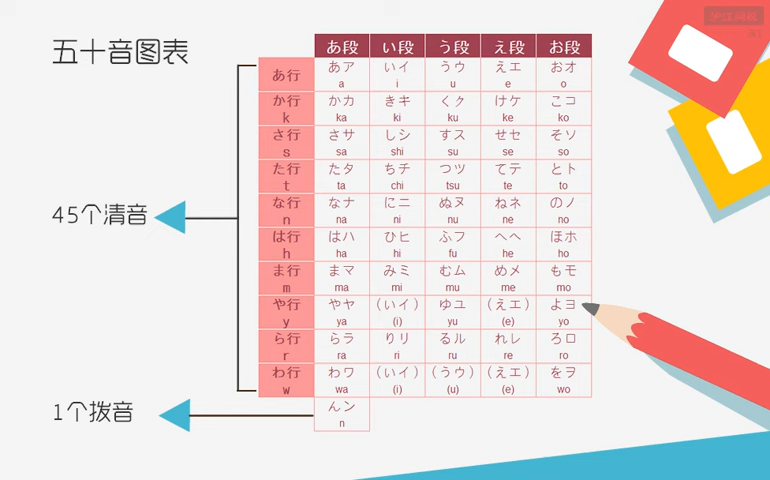 五十音图表
あ段 い段 う段 え段 お段
あ行 あア いイ うウ えエ おオ
a i u e o
か行 かカ きキ くク けケ こコ
k ka ki ku ke ko
さ行 さサ しシ すス せセ そソ
s sa shi su se so
た行 たタ ちチ つツ てテ とト
t ta chi tsu te to
45个清音
な行 なナ にニ ぬヌ ねネ のノ
n na ni nu ne no
は行 はハ ひヒ ふフ へヘ ほホ
h ha hi fu he ho
ま行 まマ みミ むム めメ もモ
m ma mi mu me mo
や行 やヤ (いイ) ゆユ (えエ) よヨ
y ya (i) yu (e) yo
ら行 らラ りリ るル れレ ろロ
r ra ri ru re ro
わ行 わワ (いイ) (うウ) (えエ) をヲ
w wa (i) (u) (e) wo
1个拨音
んン
n